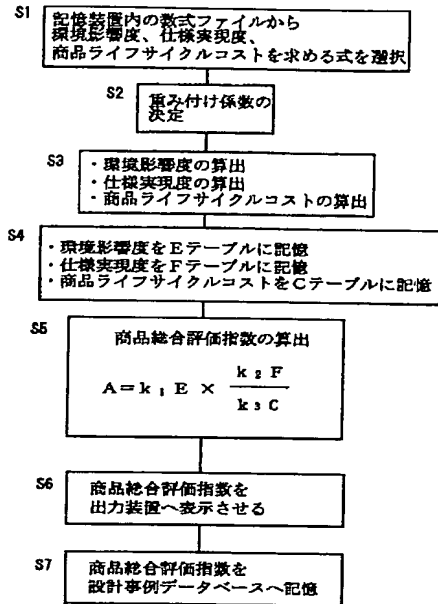 S1
記憶装置内の数式ファイルから
環境影響度、仕様実現度、
商品ライフサイクルコストを求める式を選択
S2
重み付け係数の
決定
S3
・環境影響度の算出
・仕様実現度の算出
・商品ライフサイクルコストの算出
S4
・環境影響度をEテーブルに記憶
・仕様実現度をFテーブルに記憶
・商品ライフサイクルコストをCテーブルに記憶
S5
商品総合評価指数の算出
A=k₁E × k₂F / k₃C
S6
商品総合評価指数を
出力装置へ表示させる
S7
商品総合評価指数を
設計事例データベースへ記憶